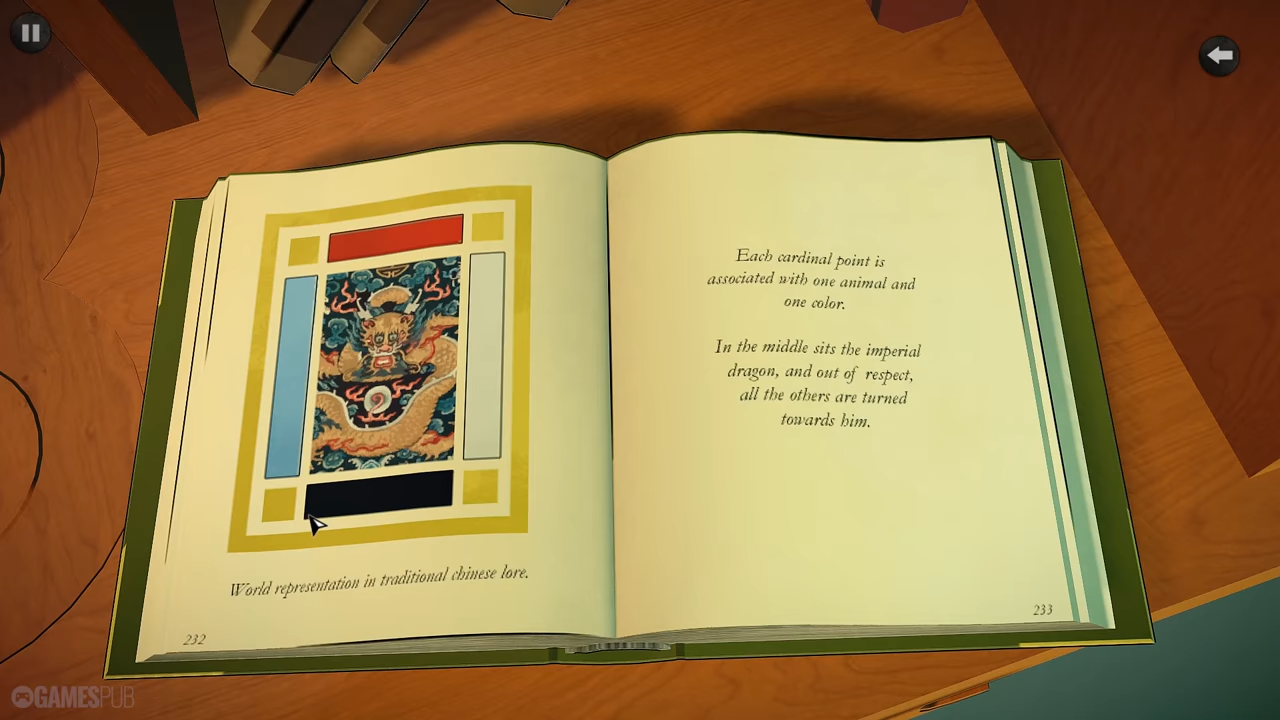 World representation in traditional chinese lore.
232
Each cardinal point is
associated with one animal and
one color.
In the middle sits the imperial
dragon, and out of respect,
all the others are turned
towards him.
233
GAMESPUB